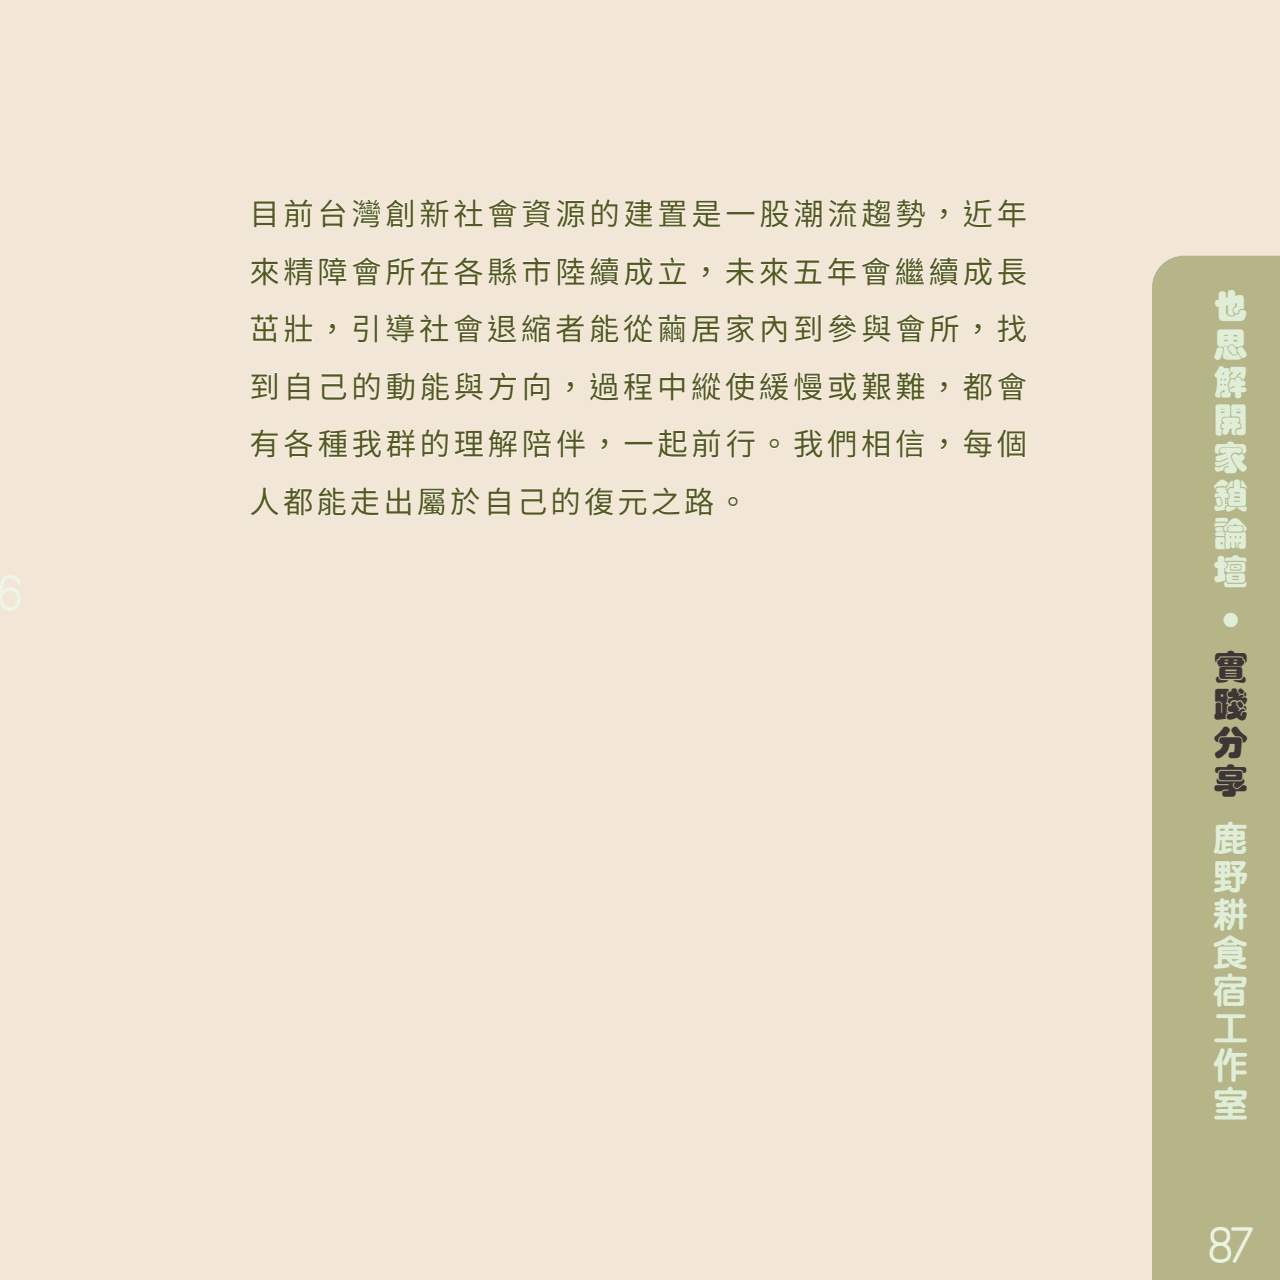 目前台灣創新社會資源的建置是一股潮流趨勢，近年
來精障會所在各縣市陸續成立，未來五年會繼續成長
茁壯，引導社會退縮者能從繭居家內到參與會所，找
到自己的動能與方向，過程中縱使緩慢或艱難，都會
有各種我群的理解陪伴，一起前行。我們相信，每個
人都能走出屬於自己的復元之路。
6
也思解開家鎖論壇 • 實踐分享 鹿野耕食宿工作室
87